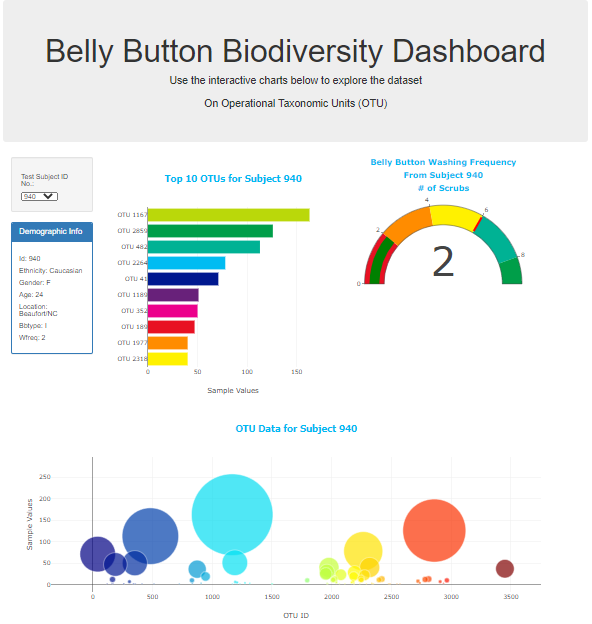 Belly Button Biodiversity Dashboard
Use the interactive charts below to explore the dataset
On Operational Taxonomic Units (OTU)
Test Subject ID
No.:
940
Demographic Info
Id: 940
Ethnicity: Caucasian
Gender: F
Age: 24
Location:
Beaufort/NC
Bbtype: I
Wfreq: 2
Top 10 OTUs for Subject 940
OTU 1167
OTU 2859
OTU 482
OTU 2264
OTU 41
OTU 1189
OTU 352
OTU 189
OTU 1977
OTU 2318
0 50 100 150
Sample Values
Belly Button Washing Frequency
From Subject 940
# of Scrubs
0
2
4
6
8
2
OTU Data for Subject 940
Sample Values
250
200
150
100
50
0
0 500 1000 1500 2000 2500 3000 3500
OTU ID